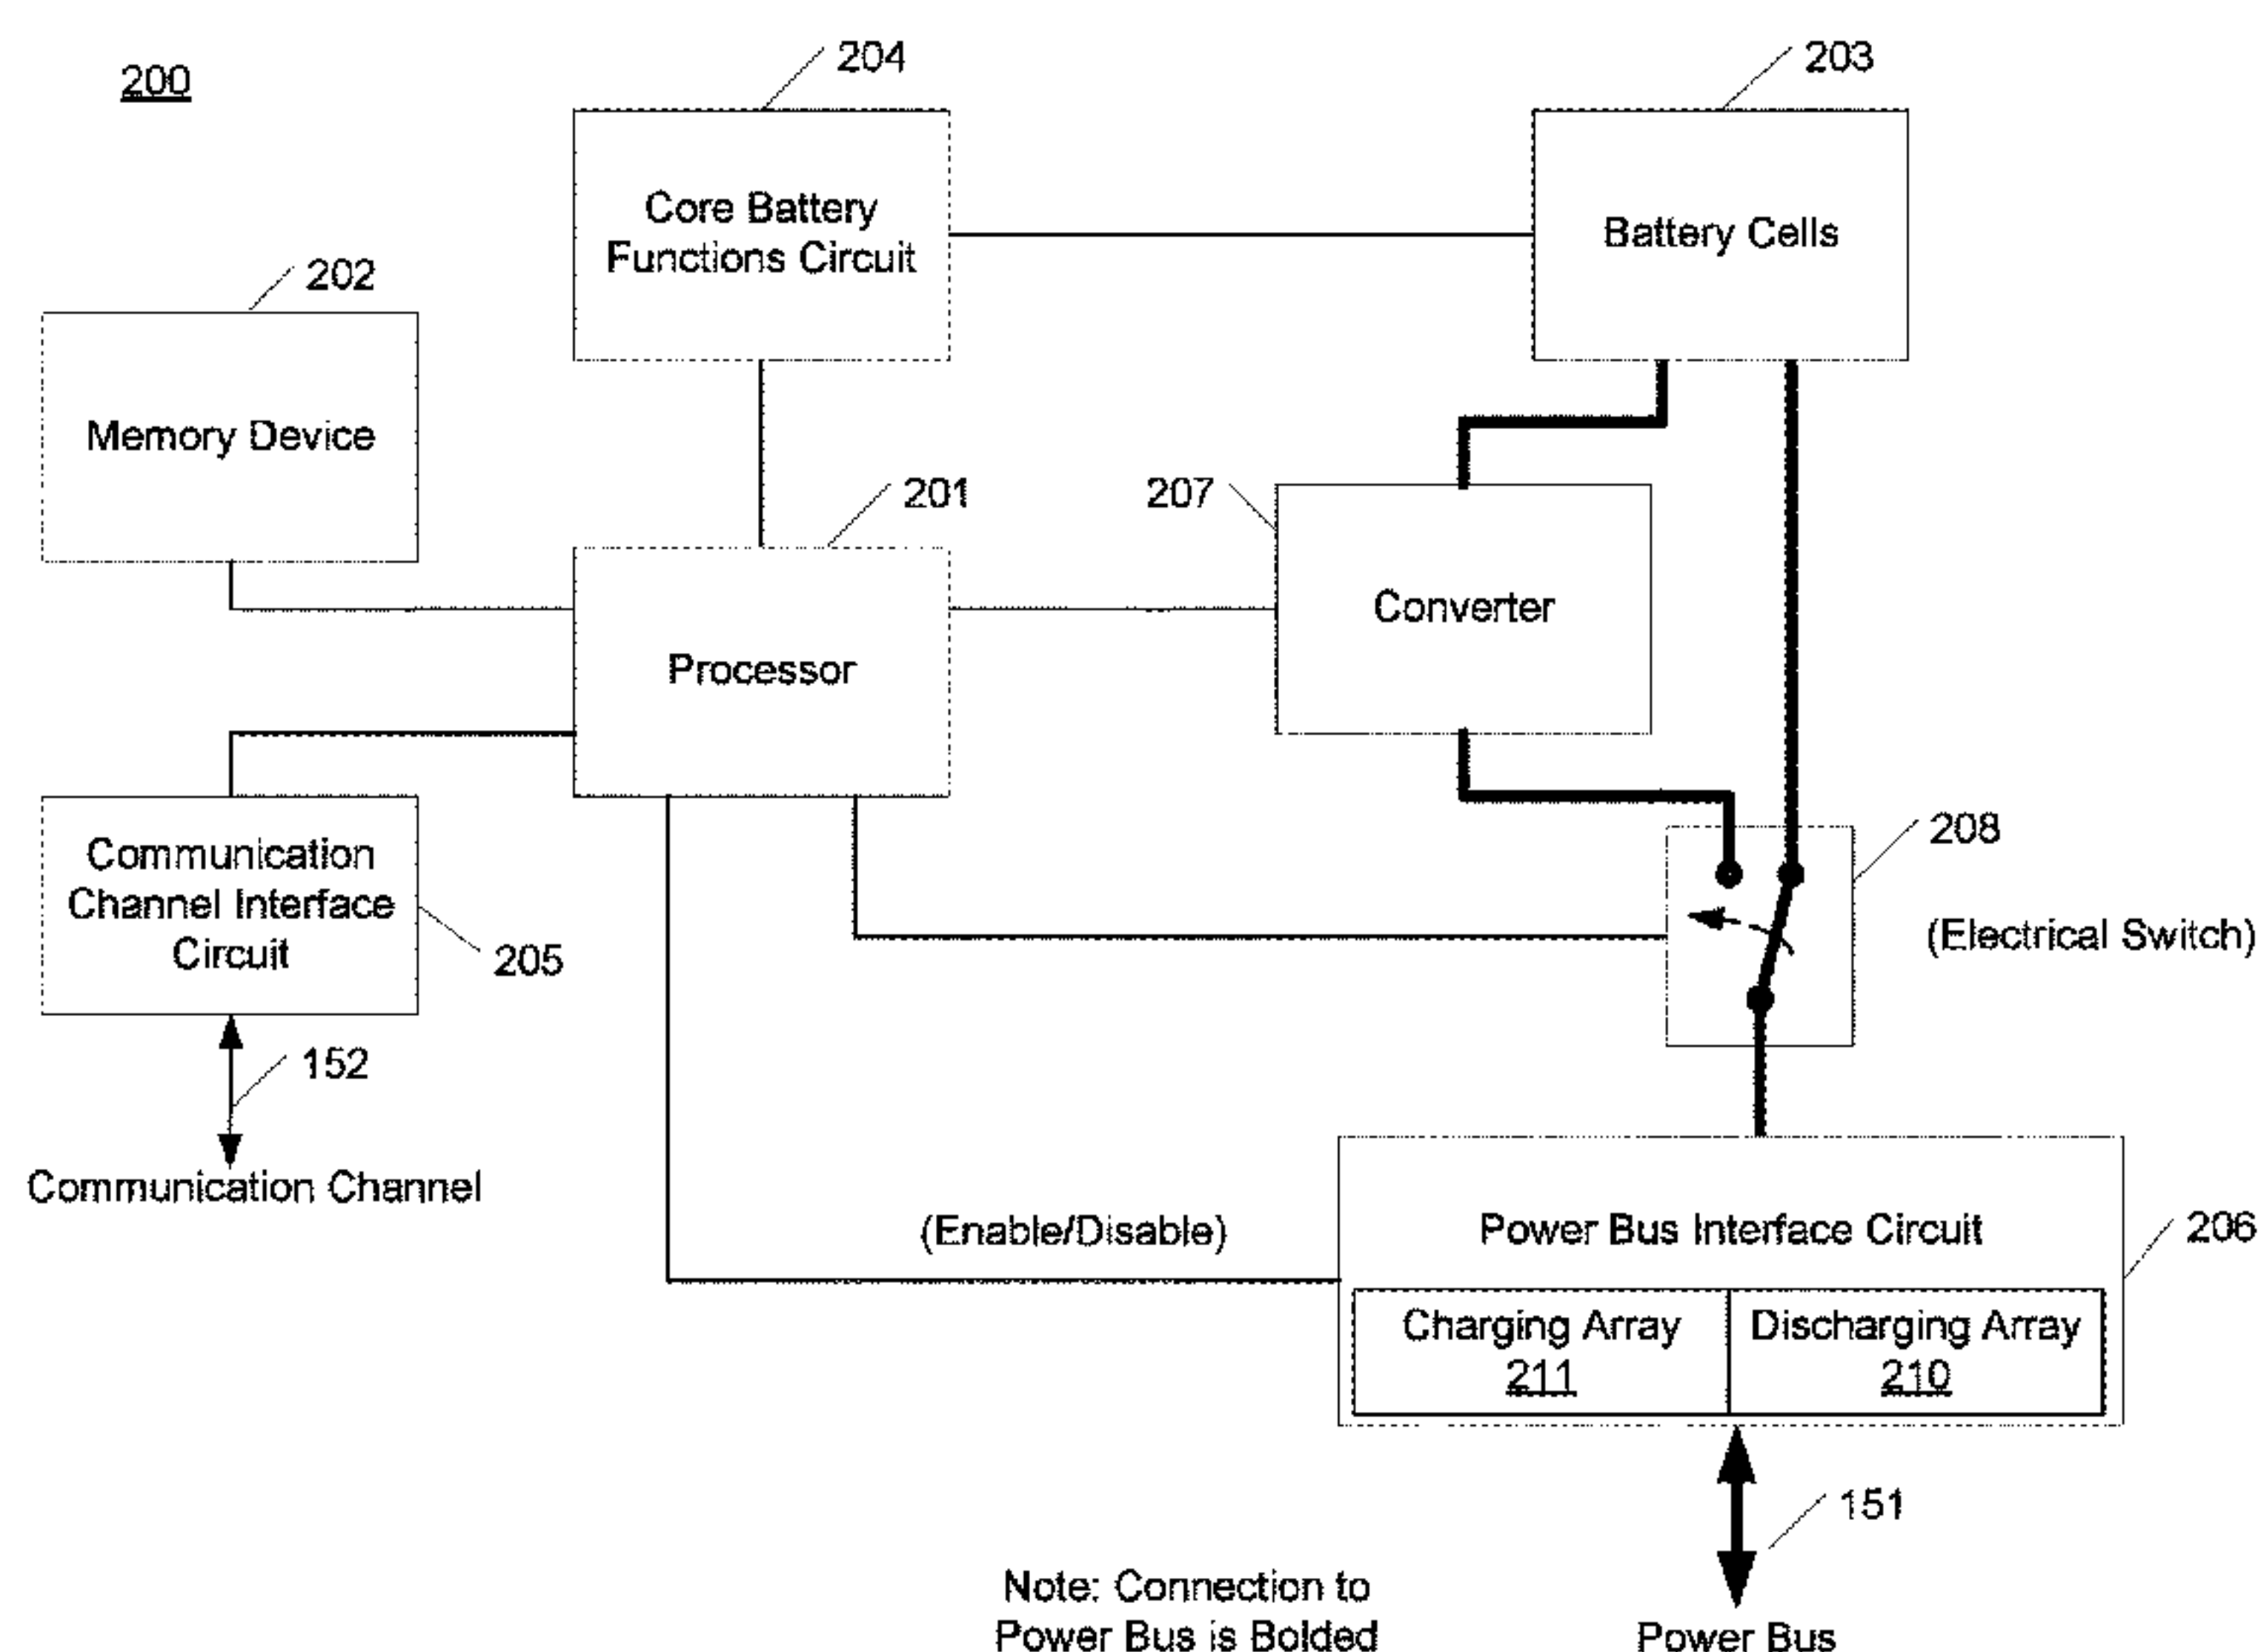 200
204
203
Core Battery
Functions Circuit
Battery Cells
202
Memory Device
201
207
Processor
Converter
208
Communication
Channel Interface
Circuit
205
(Electrical Switch)
152
Communication Channel
(Enable/Disable)
Power Bus Interface Circuit
206
Charging Array
211
Discharging Array
210
151
Note: Connection to
Power Bus is Bolded
Power Bus